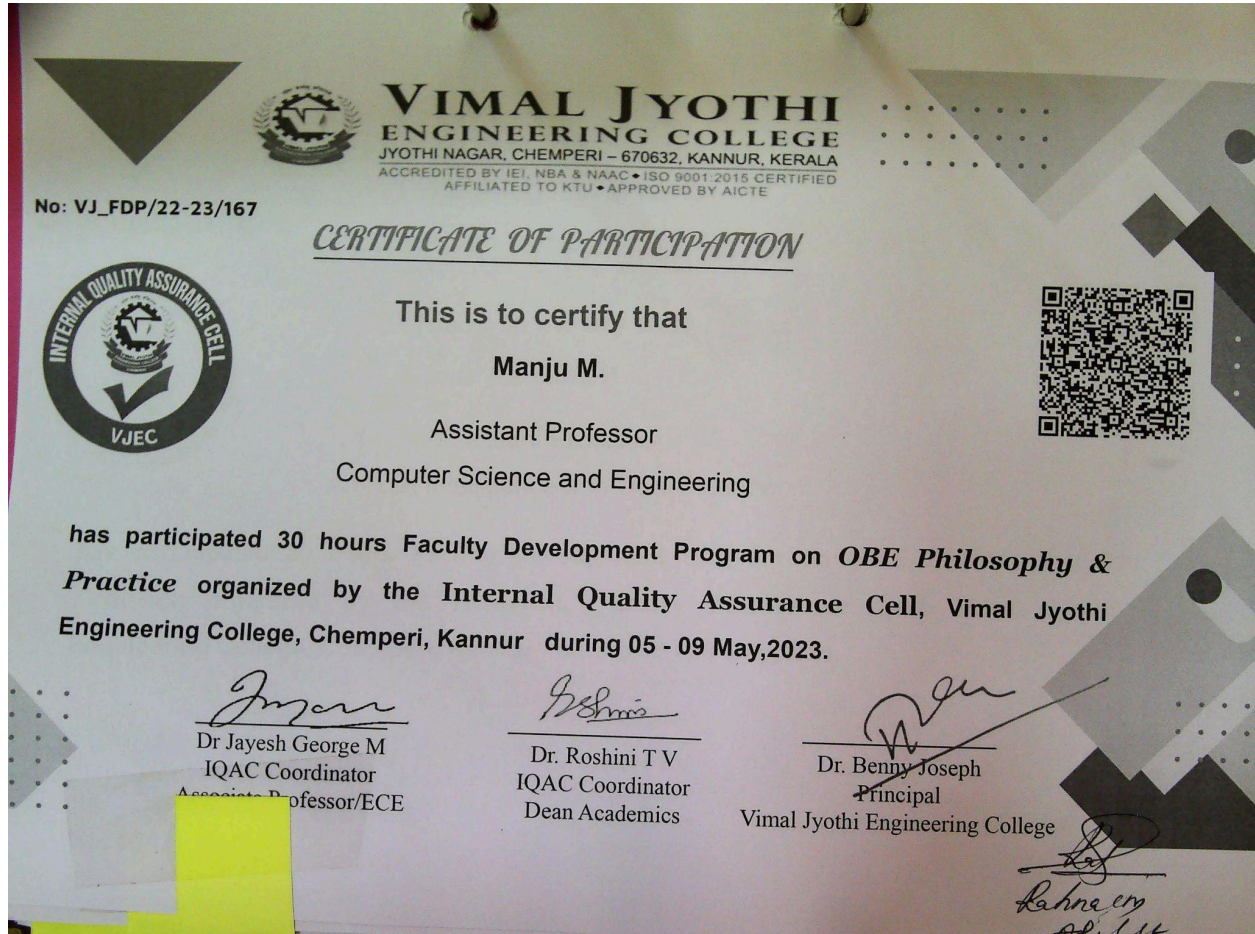 VIMAL JYOTHI
ENGINEERING COLLEGE
JYOTHI NAGAR, CHEMPERI – 670632, KANNUR, KERALA
ACCREDITED BY IEI, NBA & NAAC ◆ ISO 9001:2015 CERTIFIED
AFFILIATED TO KTU ◆ APPROVED BY AICTE
No: VJ_FDP/22-23/167
CERTIFICATE OF PARTICIPATION
INTERNAL QUALITY ASSURANCE CELL
VJEC
This is to certify that
Manju M.
Assistant Professor
Computer Science and Engineering
has participated 30 hours Faculty Development Program on OBE Philosophy &
Practice organized by the Internal Quality Assurance Cell, Vimal Jyothi
Engineering College, Chemperi, Kannur during 05 - 09 May,2023.
Dr Jayesh George M
IQAC Coordinator
Associate Professor/ECE
Dr. Roshini T V
IQAC Coordinator
Dean Academics
Dr. Benny Joseph
Principal
Vimal Jyothi Engineering College